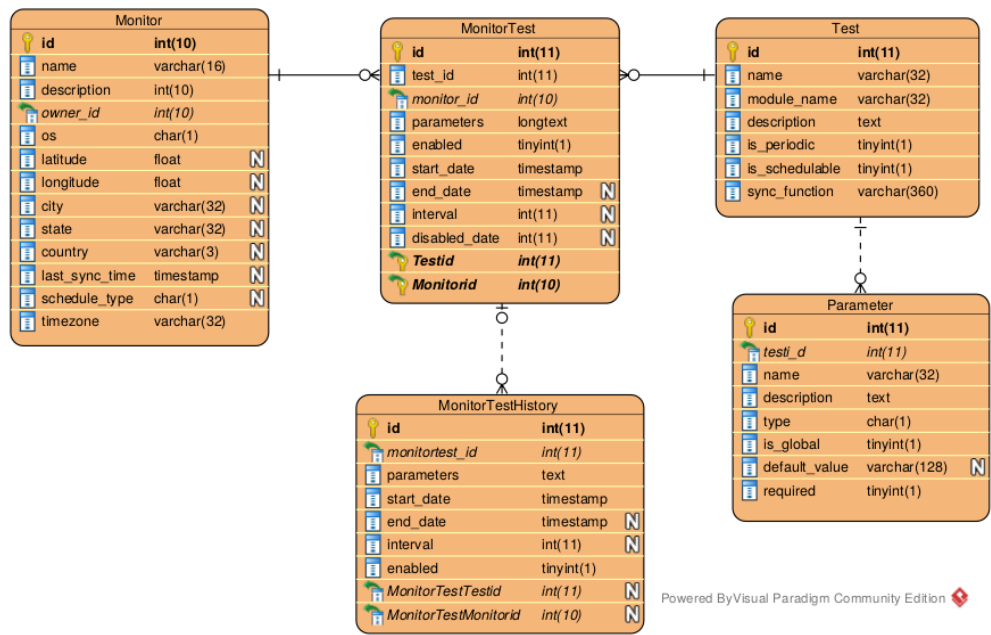 Monitor
id int(10)
name varchar(16)
description int(10)
owner_id int(10)
os char(1)
latitude float N
longitude float N
city varchar(32) N
state varchar(32) N
country varchar(3) N
last_sync_time timestamp N
schedule_type char(1) N
timezone varchar(32)
MonitorTest
id int(11)
test_id int(11)
monitor_id int(10)
parameters longtext
enabled tinyint(1)
start_date timestamp
end_date timestamp N
interval int(11) N
disabled_date int(11) N
Testid int(11)
Monitorid int(10)
Test
id int(11)
name varchar(32)
module_name varchar(32)
description text
is_periodic tinyint(1)
is_schedulable tinyint(1)
sync_function varchar(360)
MonitorTestHistory
id int(11)
monitortest_id int(11)
parameters text
start_date timestamp
end_date timestamp N
interval int(11) N
enabled tinyint(1)
MonitorTestTestid int(11) N
MonitorTestMonitorid int(10) N
Parameter
id int(11)
testi_d int(11)
name varchar(32)
description text
type char(1)
is_global tinyint(1)
default_value varchar(128) N
required tinyint(1)
Powered ByVisual Paradigm Community Edition